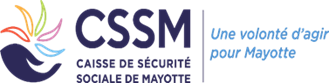 CSSM
CAISSE DE SÉCURITÉ
SOCIALE DE MAYOTTE
Une volonté d'agir
pour Mayotte